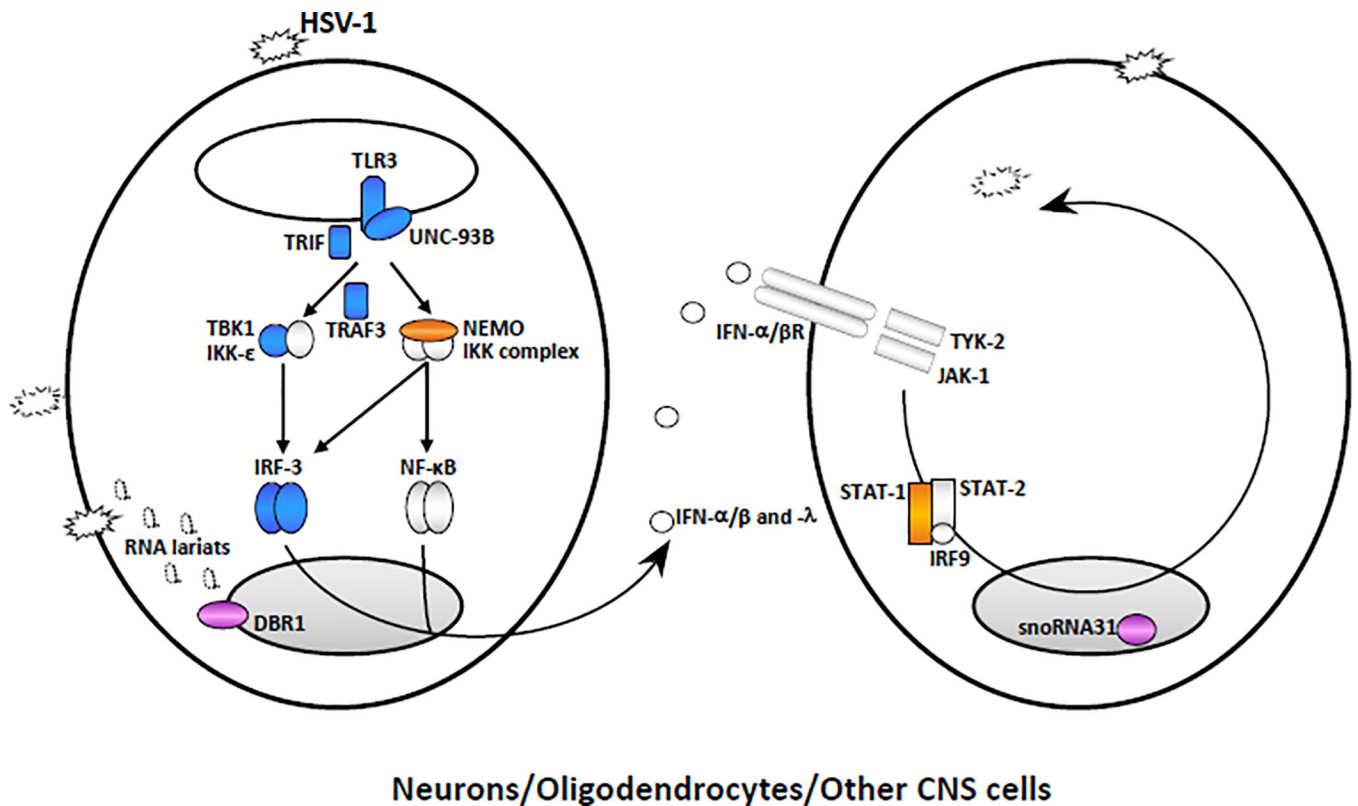 HSV-1
TLR3
TRIF
UNC-93B
TBK1
IKK-ε
TRAF3
NEMO
IKK complex
IRF-3
NF-κB
RNA lariats
DBR1
IFN-α/β and -λ
IFN-α/βR
TYK-2
JAK-1
STAT-1
STAT-2
IRF9
snoRNA31
Neurons/Oligodendrocytes/Other CNS cells